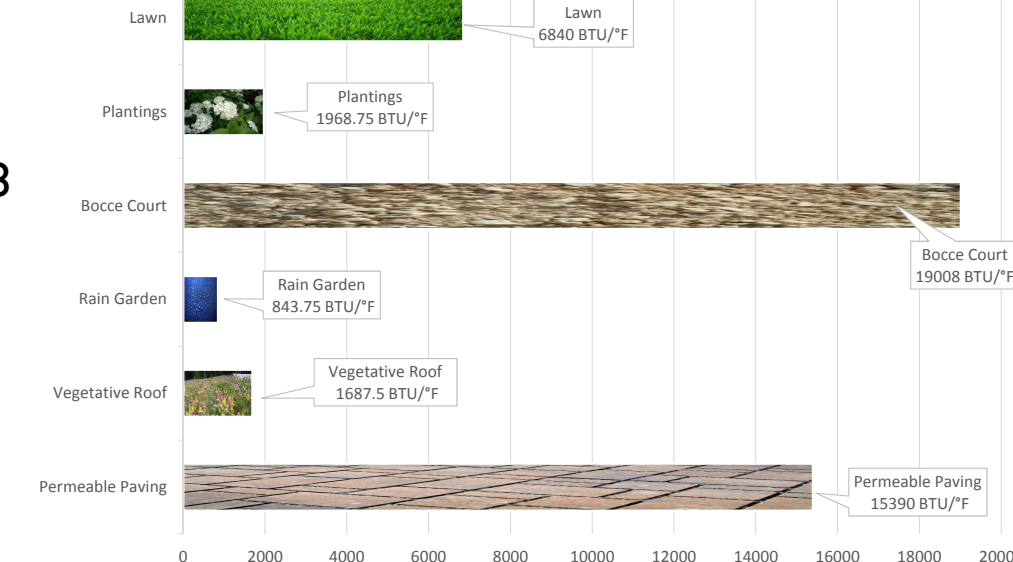 Lawn
Lawn
6840 BTU/°F
Plantings
Plantings
1968.75 BTU/°F
Bocce Court
Bocce Court
19008 BTU/°F
Rain Garden
Rain Garden
843.75 BTU/°F
Vegetative Roof
Vegetative Roof
1687.5 BTU/°F
Permeable Paving
Permeable Paving
15390 BTU/°F
0 2000 4000 6000 8000 10000 12000 14000 16000 18000 2000